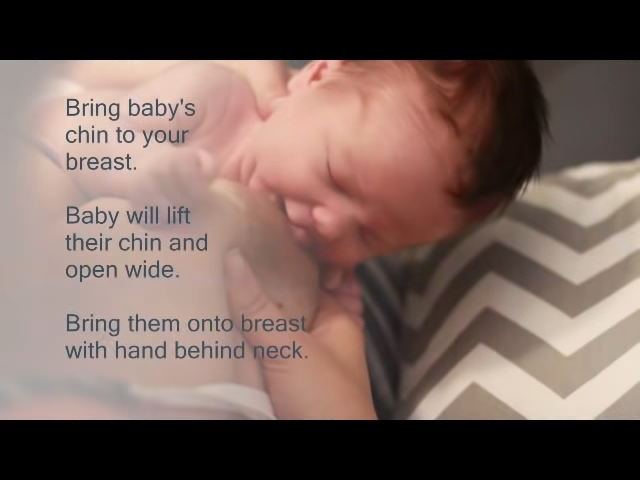 Bring baby's
chin to your
breast.
Baby will lift
their chin and
open wide.
Bring them onto breast
with hand behind neck.